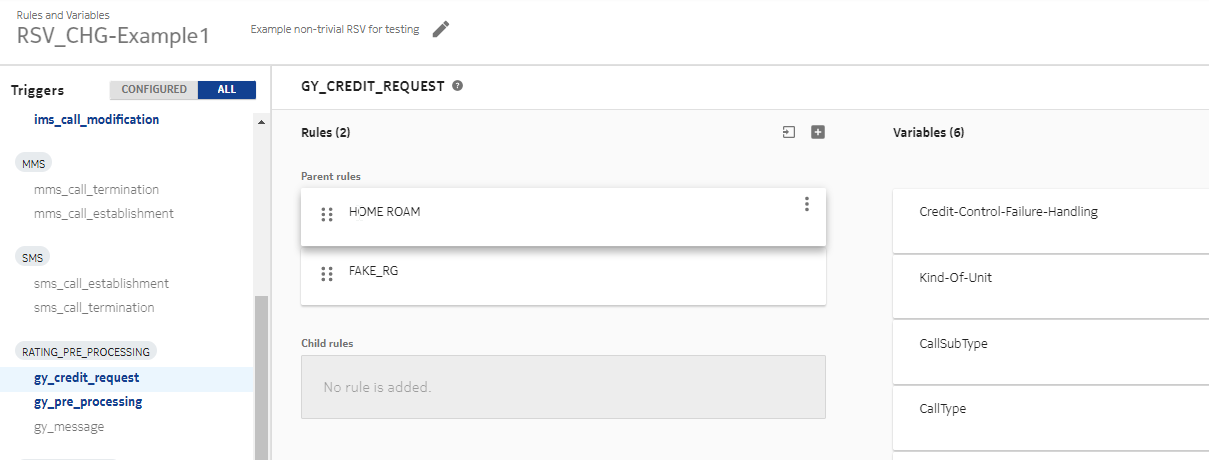 Rules and Variables
RSV_CHG-Example1
Example non-trivial RSV for testing
Triggers
CONFIGURED
ALL
ims_call_modification
MMS
mms_call_termination
mms_call_establishment
SMS
sms_call_establishment
sms_call_termination
RATING_PRE_PROCESSING
gy_credit_request
gy_pre_processing
gy_message
GY_CREDIT_REQUEST
Rules (2)
Parent rules
HOME ROAM
FAKE_RG
Child rules
No rule is added.
Variables (6)
Credit-Control-Failure-Handling
Kind-Of-Unit
CallSubType
CallType